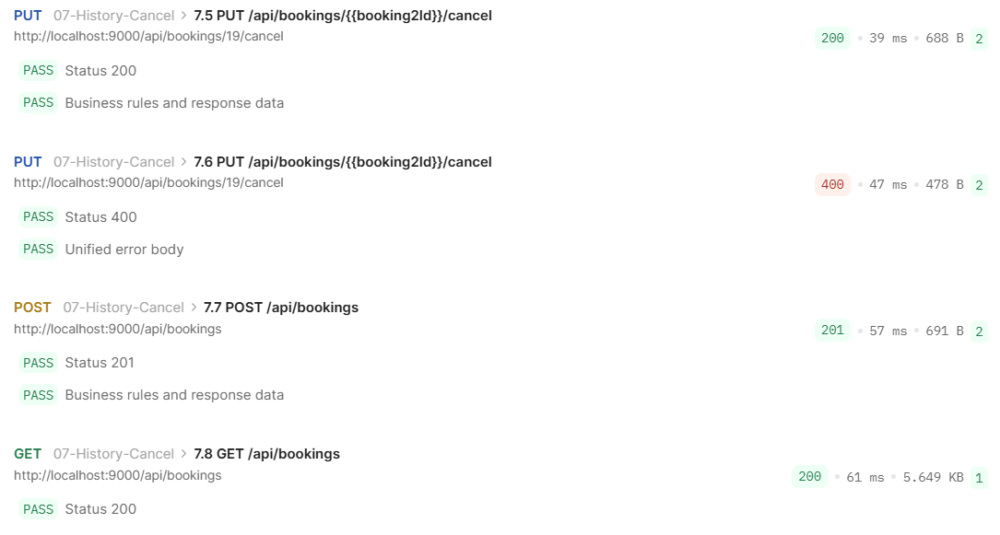 PUT 07-History-Cancel > 7.5 PUT /api/bookings/{{booking2Id}}/cancel
http://localhost:9000/api/bookings/19/cancel
200 • 39 ms • 688 B 2
PASS Status 200
PASS Business rules and response data
PUT 07-History-Cancel > 7.6 PUT /api/bookings/{{booking2Id}}/cancel
http://localhost:9000/api/bookings/19/cancel
400 • 47 ms • 478 B 2
PASS Status 400
PASS Unified error body
POST 07-History-Cancel > 7.7 POST /api/bookings
http://localhost:9000/api/bookings
201 • 57 ms • 691 B 2
PASS Status 201
PASS Business rules and response data
GET 07-History-Cancel > 7.8 GET /api/bookings
http://localhost:9000/api/bookings
200 • 61 ms • 5.649 KB 1
PASS Status 200